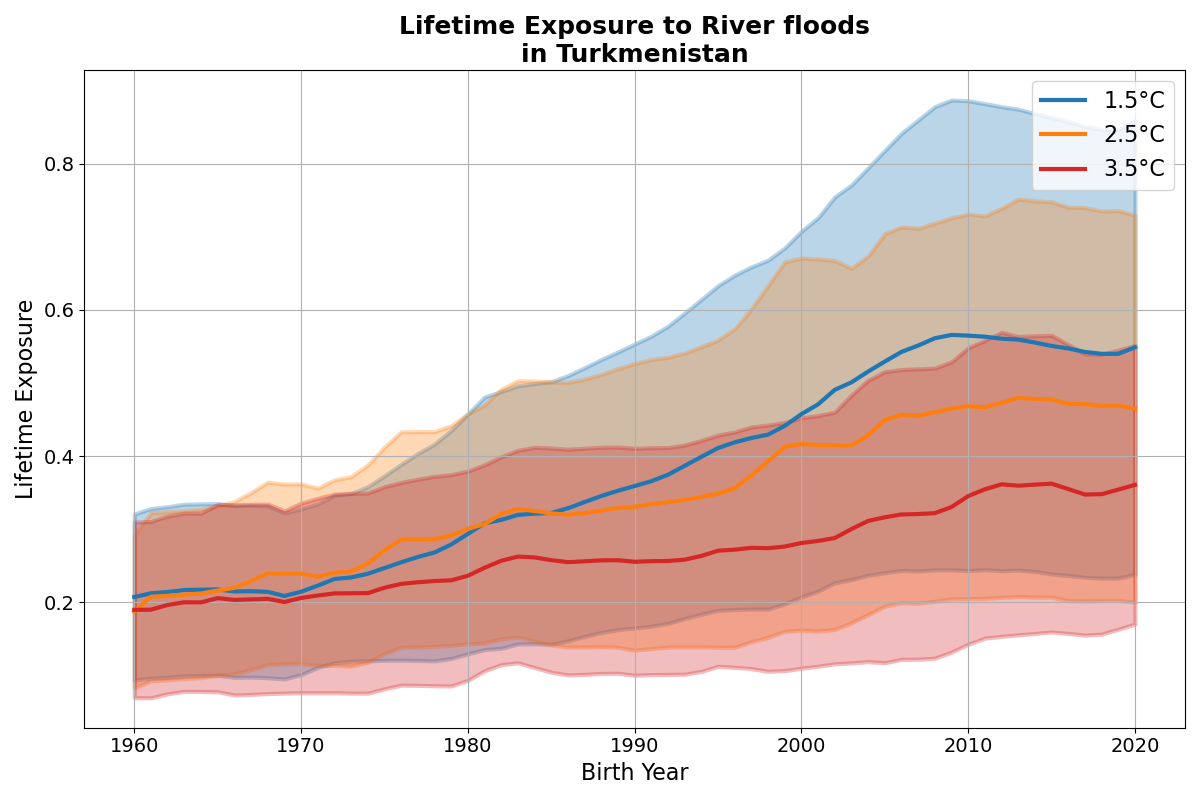 Lifetime Exposure to River floods
in Turkmenistan
1.5°C
2.5°C
3.5°C
Lifetime Exposure
0.8
0.6
0.4
0.2
1960 1970 1980 1990 2000 2010 2020
Birth Year